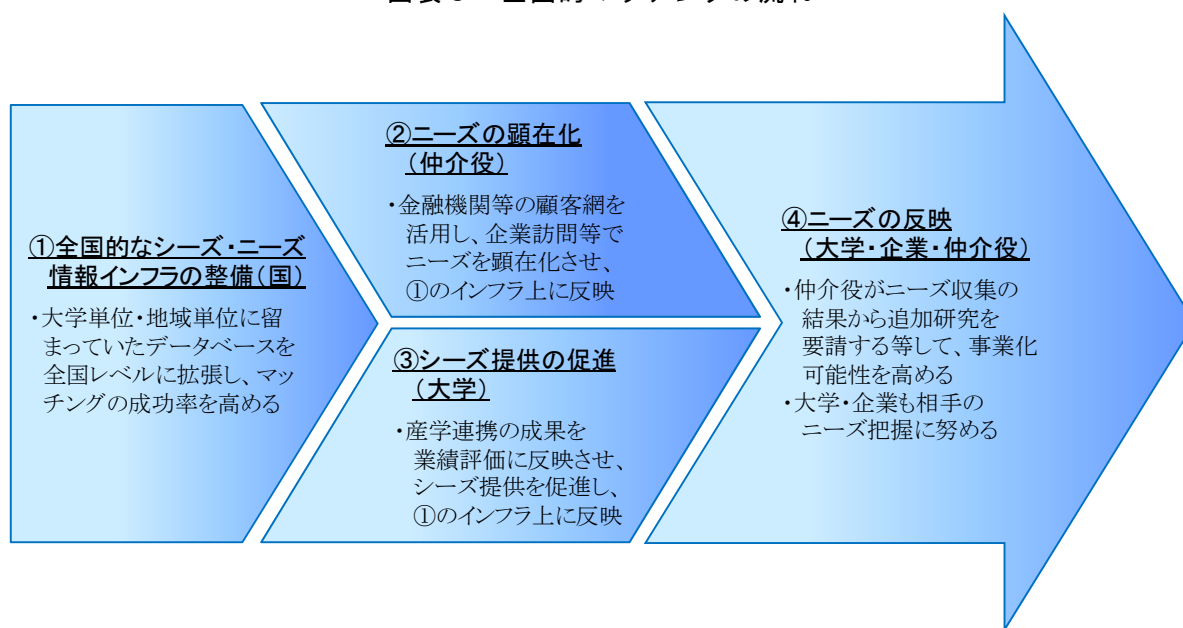 ①全国的なシーズ・ニーズ
情報インフラの整備(国)
・大学単位・地域単位に留
まっていたデータベースを
全国レベルに拡張し、マッ
チングの成功率を高める
②ニーズの顕在化
(仲介役)
・金融機関等の顧客網を
活用し、企業訪問等で
ニーズを顕在化させ、
①のインフラ上に反映
③シーズ提供の促進
(大学)
・産学連携の成果を
業績評価に反映させ、
シーズ提供を促進し、
①のインフラ上に反映
④ニーズの反映
(大学・企業・仲介役)
・仲介役がニーズ収集の
結果から追加研究を
要請する等して、事業化
可能性を高める
・大学・企業も相手の
ニーズ把握に努める